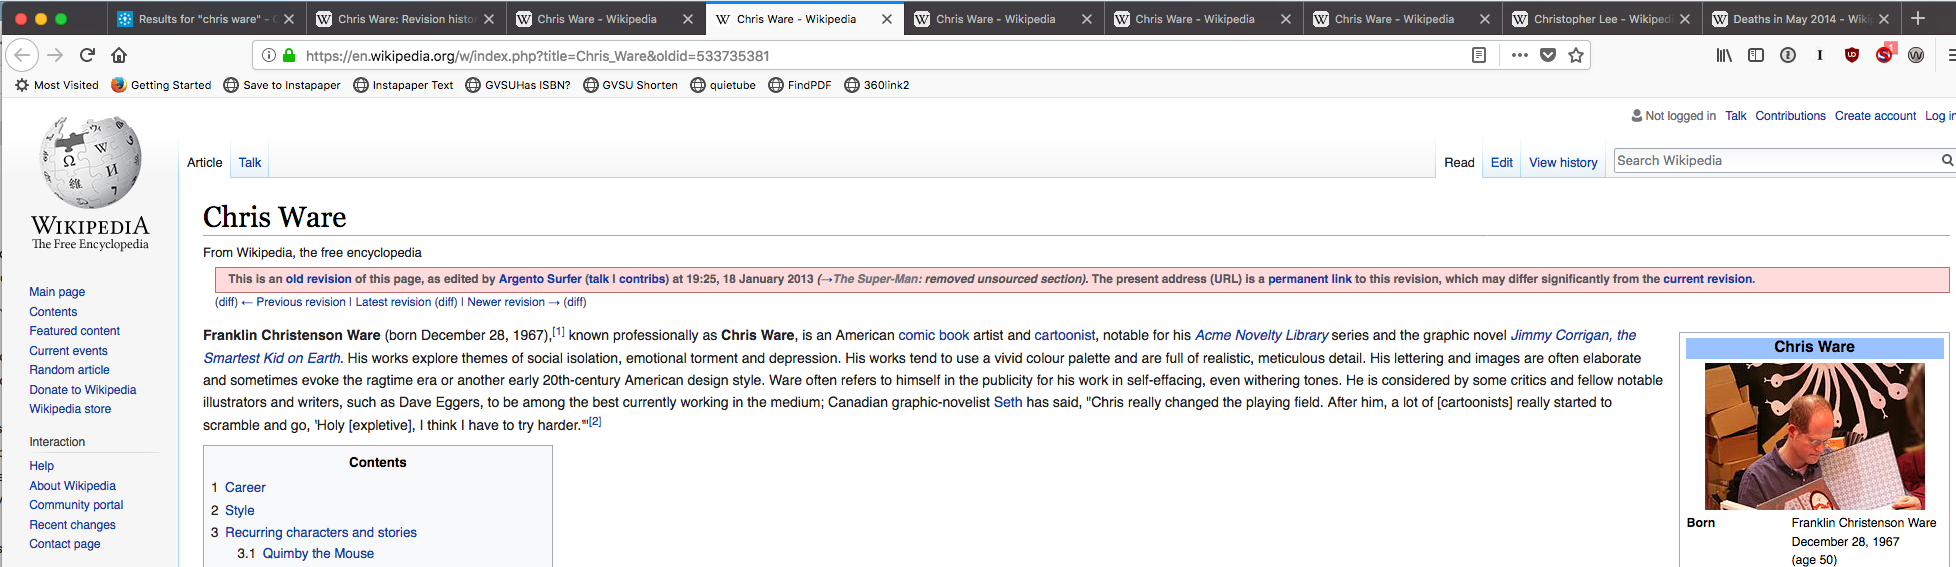 Results for "chris ware" -
Chris Ware: Revision histor
Chris Ware - Wikipedia
Chris Ware - Wikipedia
Chris Ware - Wikipedia
Chris Ware - Wikipedia
Chris Ware - Wikipedia
Christopher Lee - Wikiped
Deaths in May 2014 - Wiki
https://en.wikipedia.org/w/index.php?title=Chris_Ware&oldid=533735381
1
Most Visited Getting Started Save to Instapaper Instapaper Text GVSUHas ISBN? GVSU Shorten quietube FindPDF 360link2
Not logged in Talk Contributions Create account Log in
Article Talk
Read Edit View history Search Wikipedia
WIKIPEDIA
The Free Encyclopedia
Main page
Contents
Featured content
Current events
Random article
Donate to Wikipedia
Wikipedia store
Interaction
Help
About Wikipedia
Community portal
Recent changes
Contact page
Chris Ware
From Wikipedia, the free encyclopedia
This is an old revision of this page, as edited by Argento Surfer (talk | contribs) at 19:25, 18 January 2013 (→The Super-Man: removed unsourced section). The present address (URL) is a permanent link to this revision, which may differ significantly from the current revision.
(diff) ← Previous revision | Latest revision (diff) | Newer revision → (diff)
Franklin Christenson Ware (born December 28, 1967),[1] known professionally as Chris Ware, is an American comic book artist and cartoonist, notable for his Acme Novelty Library series and the graphic novel Jimmy Corrigan, the
Smartest Kid on Earth. His works explore themes of social isolation, emotional torment and depression. His works tend to use a vivid colour palette and are full of realistic, meticulous detail. His lettering and images are often elaborate
and sometimes evoke the ragtime era or another early 20th-century American design style. Ware often refers to himself in the publicity for his work in self-effacing, even withering tones. He is considered by some critics and fellow notable
illustrators and writers, such as Dave Eggers, to be among the best currently working in the medium; Canadian graphic-novelist Seth has said, "Chris really changed the playing field. After him, a lot of [cartoonists] really started to
scramble and go, 'Holy [expletive], I think I have to try harder.'"[2]
Contents
1 Career
2 Style
3 Recurring characters and stories
3.1 Quimby the Mouse
Chris Ware
Born Franklin Christenson Ware
December 28, 1967
(age 50)